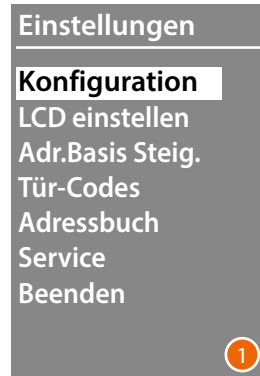 Einstellungen
Konfiguration
LCD einstellen
Adr.Basis Steig.
Tür-Codes
Adressbuch
Service
Beenden
1